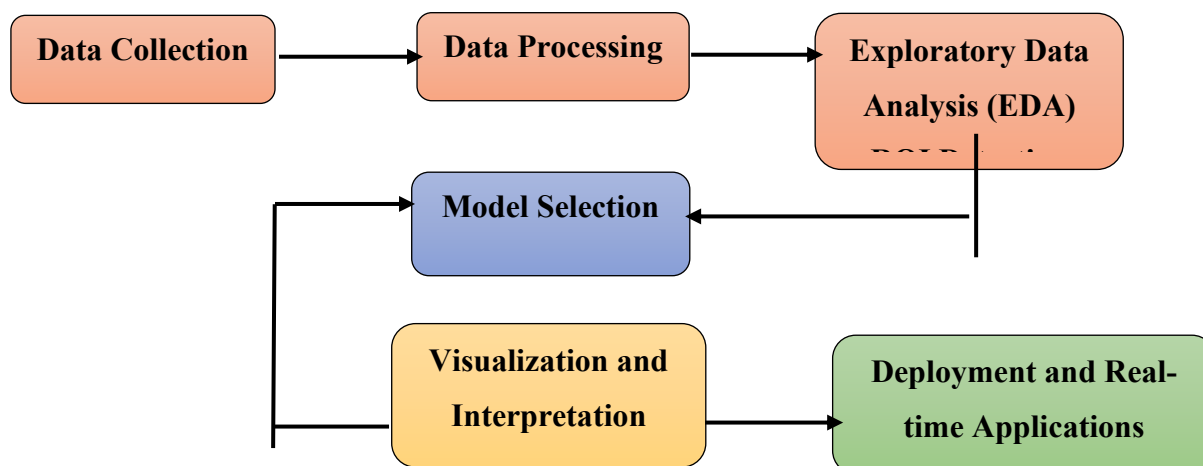 Data Collection
Data Processing
Exploratory Data
Analysis (EDA)
Model Selection
Visualization and
Interpretation
Deployment and Real-
time Applications